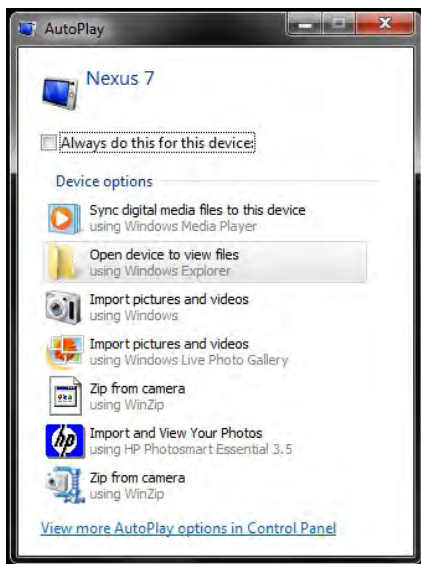 AutoPlay
Nexus 7
Always do this for this device:
Device options
Sync digital media files to this device
using Windows Media Player
Open device to view files
using Windows Explorer
Import pictures and videos
using Windows
Import pictures and videos
using Windows Live Photo Gallery
Zip from camera
using WinZip
Import and View Your Photos
using HP Photosmart Essential 3.5
Zip from camera
using WinZip
View more AutoPlay options in Control Panel